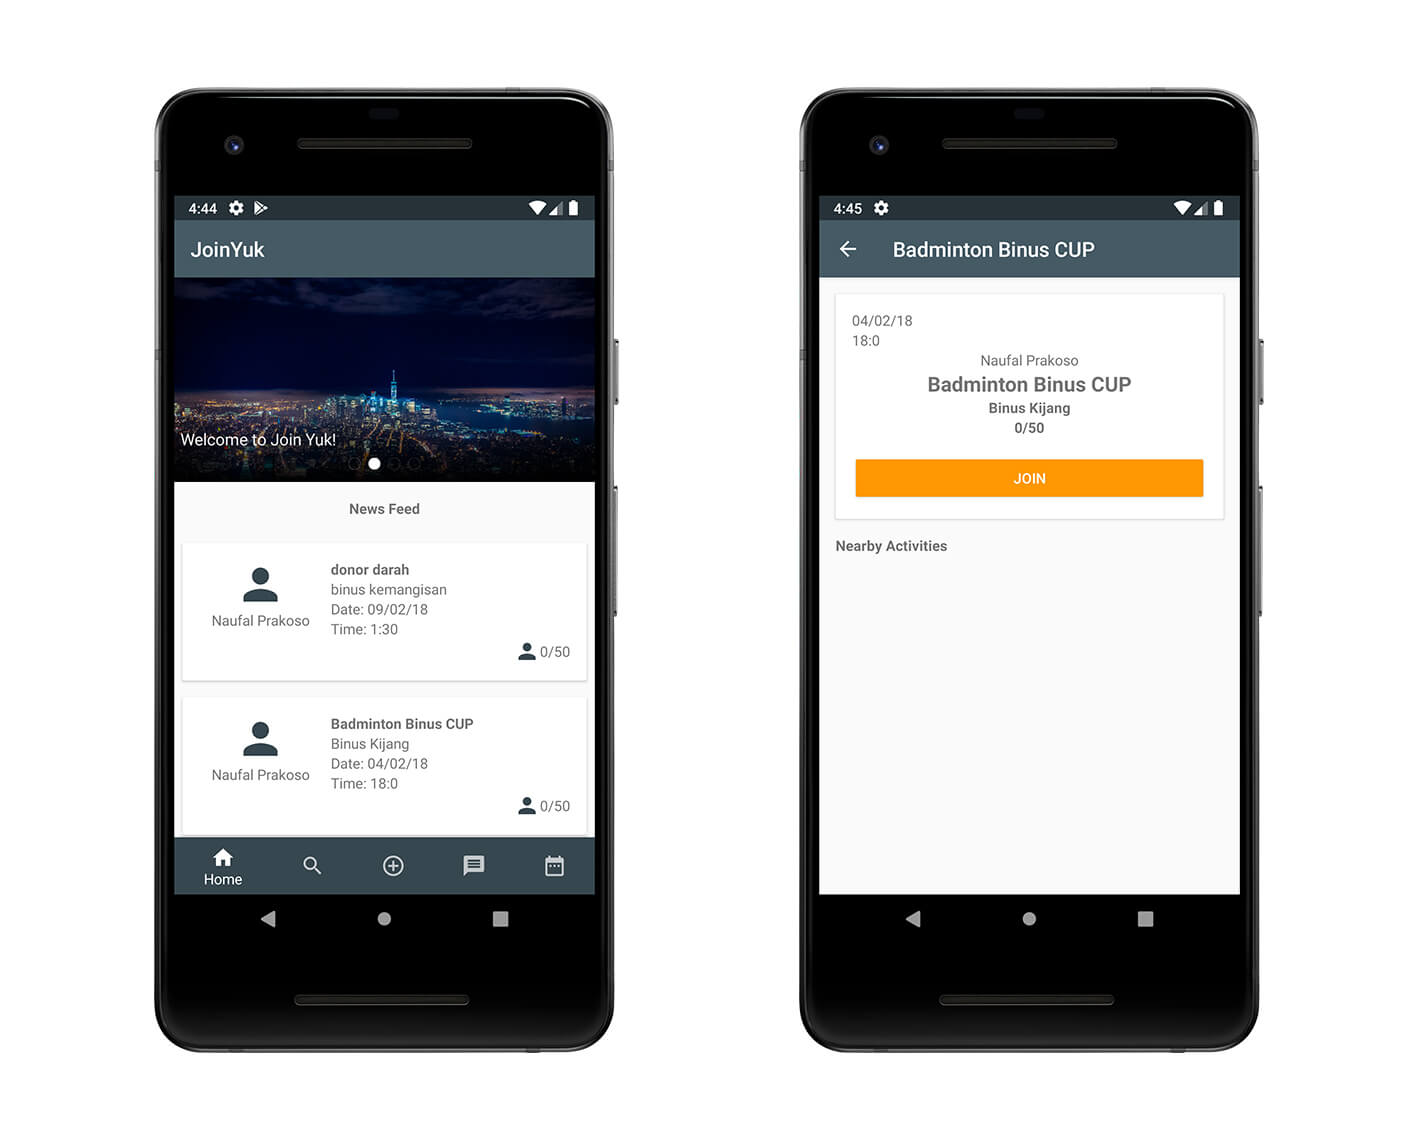 4:44
JoinYuk
Welcome to Join Yuk!
News Feed
donor darah
binus kemangisan
Date: 09/02/18
Time: 1:30
Naufal Prakoso
0/50
Badminton Binus CUP
Binus Kijang
Date: 04/02/18
Time: 18:0
Naufal Prakoso
0/50
Home
4:45
Badminton Binus CUP
04/02/18
18:0
Naufal Prakoso
Badminton Binus CUP
Binus Kijang
0/50
JOIN
Nearby Activities